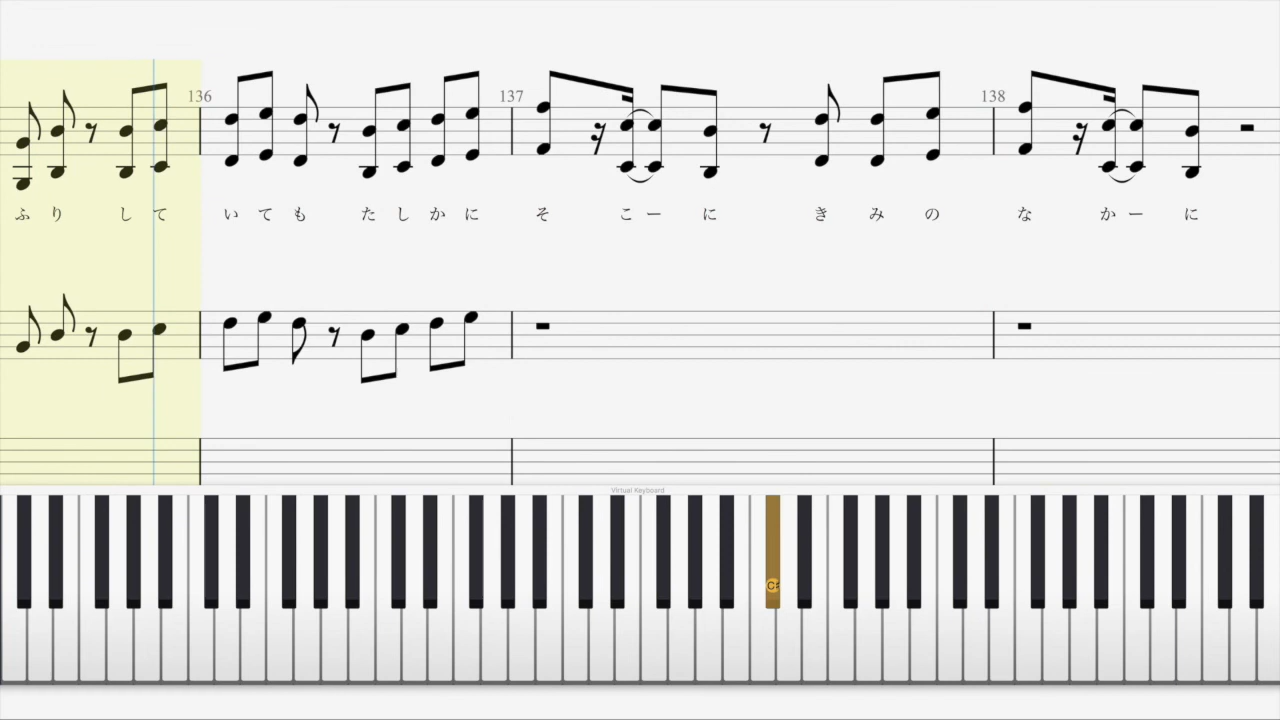 136 137 138
ふ り し て い て も た し か に そ こ ー に き み の な か ー に
Virtual Keyboard
C♯